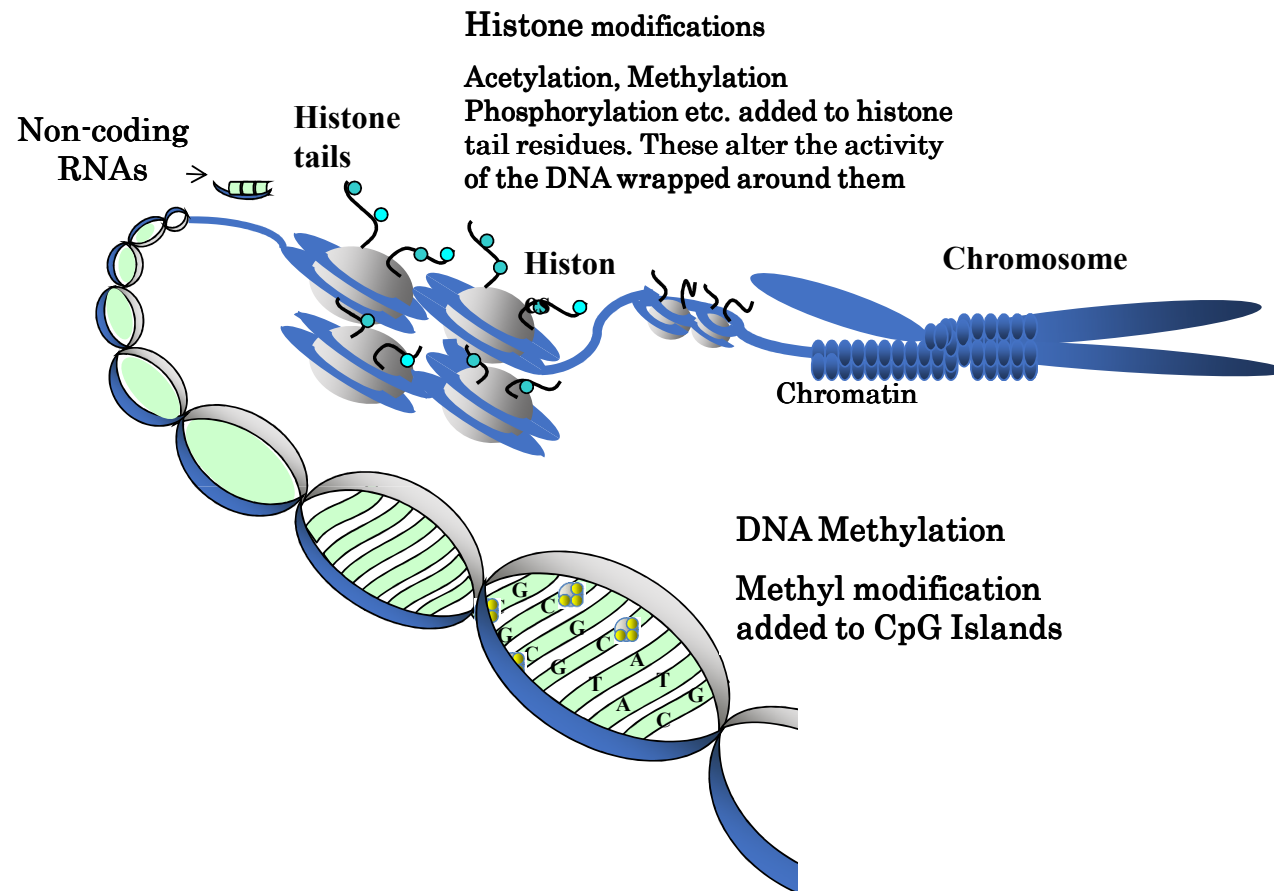 Histone modifications
Acetylation, Methylation
Phosphorylation etc. added to histone
tail residues. These alter the activity
of the DNA wrapped around them
Non-coding
RNAs
Histone
tails
Histon
es
Chromosome
Chromatin
DNA Methylation
Methyl modification
added to CpG Islands
G
C
G
C
G
C
G
C
A
T
T
A
G
C